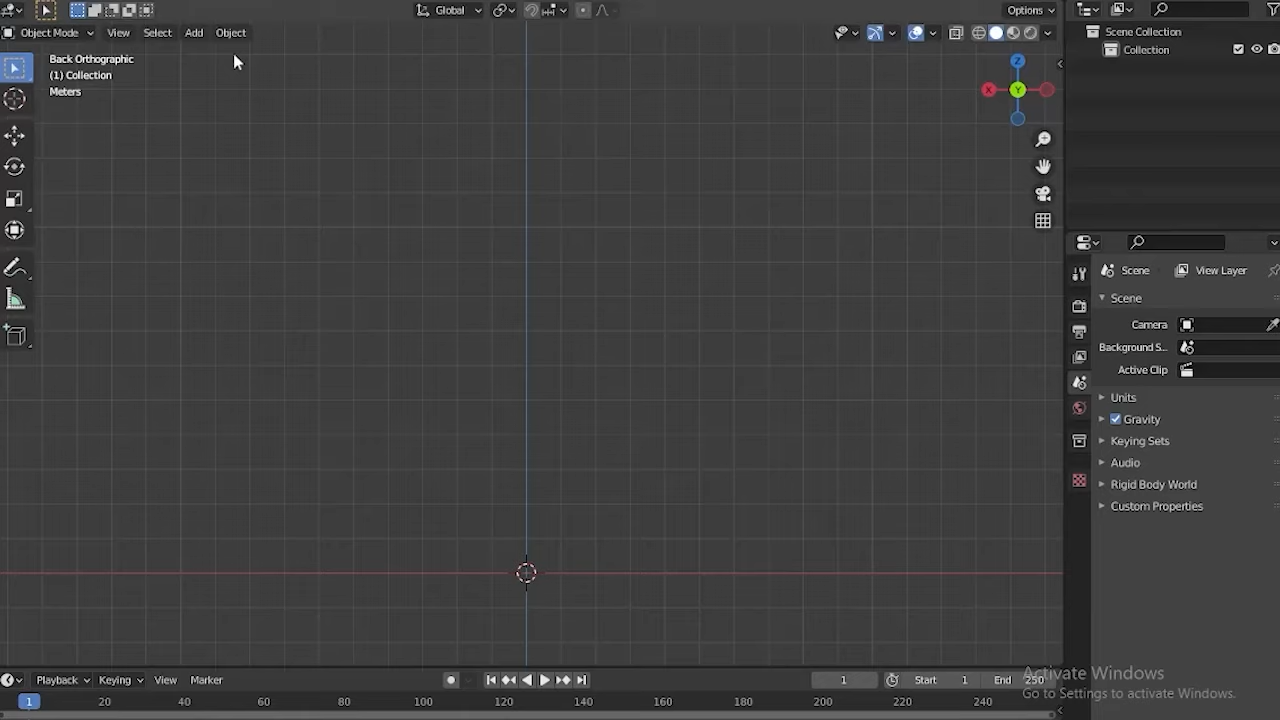 Global
Options
Object Mode
View
Select
Add
Object
Back Orthographic
(1) Collection
Meters
Z
X
Y
Scene Collection
Collection
Scene
View Layer
Scene
Camera
Background S...
Active Clip
Units
Gravity
Keying Sets
Audio
Rigid Body World
Custom Properties
Activate Windows
Go to Settings to activate Windows.
Playback
Keying
View
Marker
1
Start
1
End
250
1
20
40
60
80
100
120
140
160
180
200
220
240